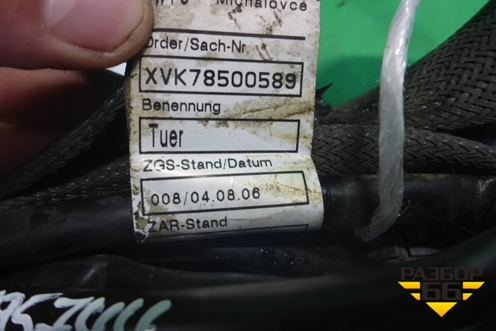 Michalovce
Order/Sach-Nr.
XVK78500589
Benennung
Tuer
ZGS-Stand/Datum
008/04.08.06
ZAR-Stand
РАЗБОР
66